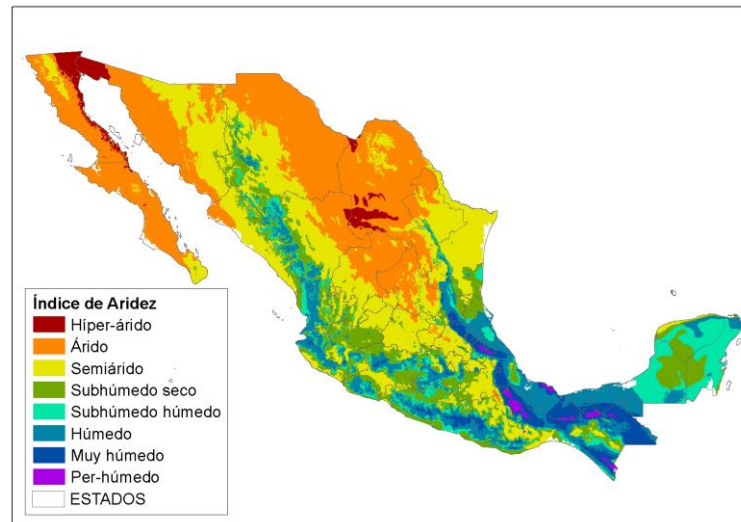 Índice de Aridez
Híper-árido
Árido
Semiárido
Subhúmedo seco
Subhúmedo húmedo
Húmedo
Muy húmedo
Per-húmedo
ESTADOS